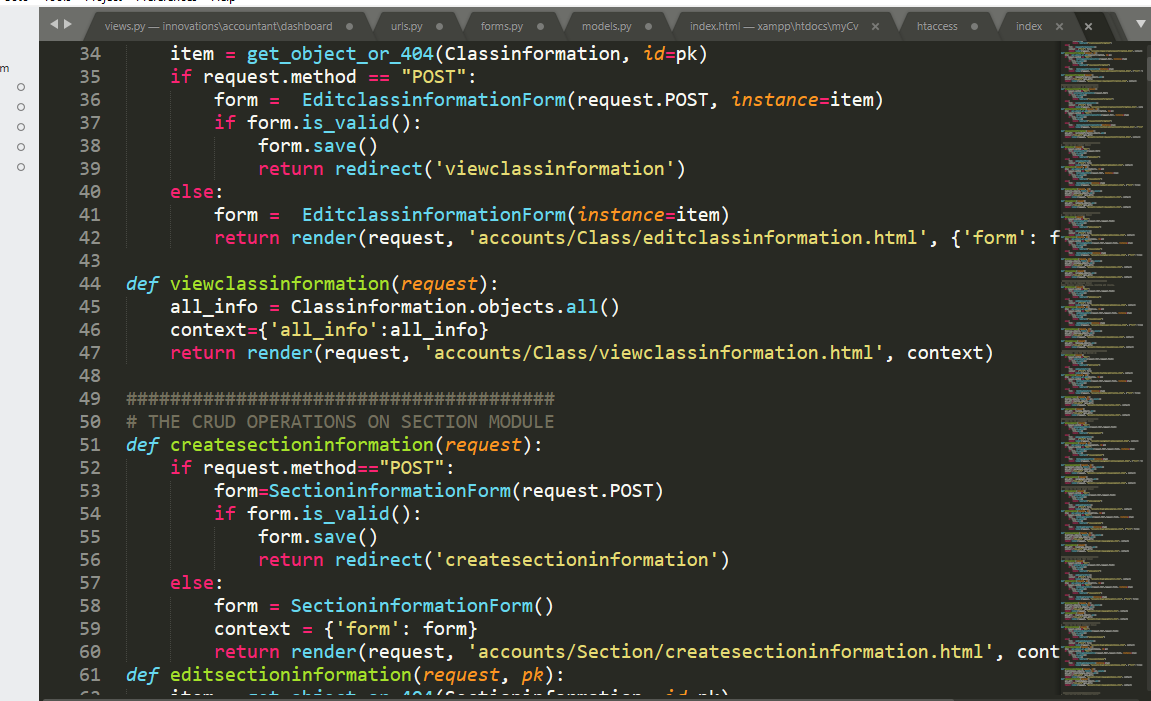 views.py — innovations\accountant\dashboard urls.py forms.py models.py index.html — xampp\htdocs\myCv htaccess index
m
34 item = get_object_or_404(Classinformation, id=pk)
35 if request.method == "POST":
36 form =  EditclassinformationForm(request.POST, instance=item)
37 if form.is_valid():
38 form.save()
39 return redirect('viewclassinformation')
40 else:
41 form =  EditclassinformationForm(instance=item)
42 return render(request, 'accounts/Class/editclassinformation.html', {'form': f
43
44 def viewclassinformation(request):
45 all_info = Classinformation.objects.all()
46 context={'all_info':all_info}
47 return render(request, 'accounts/Class/viewclassinformation.html', context)
48
49 #######################################
50 # THE CRUD OPERATIONS ON SECTION MODULE
51 def createsectioninformation(request):
52 if request.method=="POST":
53 form=SectioninformationForm(request.POST)
54 if form.is_valid():
55 form.save()
56 return redirect('createsectioninformation')
57 else:
58 form = SectioninformationForm()
59 context = {'form': form}
60 return render(request, 'accounts/Section/createsectioninformation.html', cont
61 def editsectioninformation(request, pk):